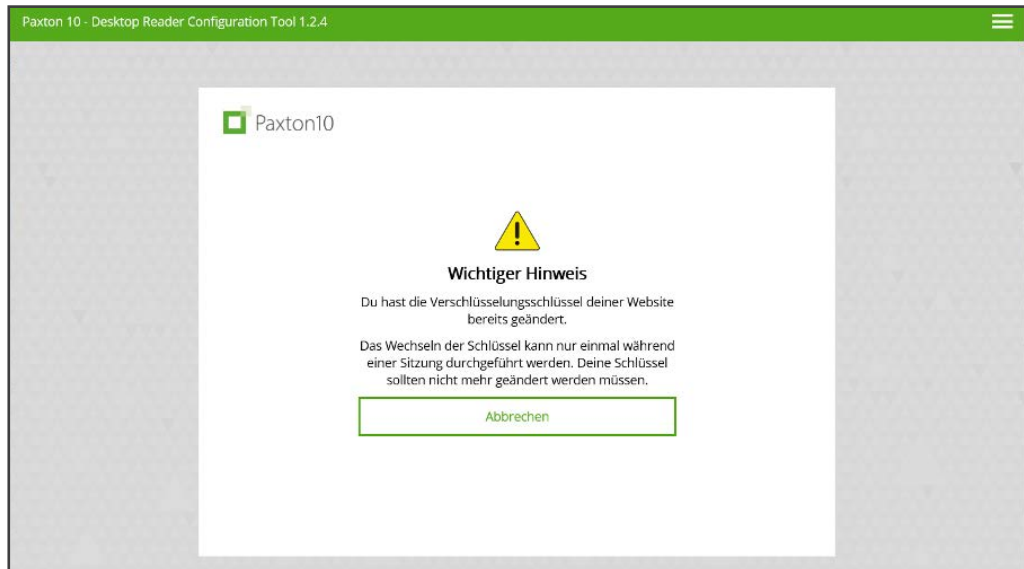 Paxton 10 - Desktop Reader Configuration Tool 1.2.4
Paxton10
Wichtiger Hinweis
Du hast die Verschlüsselungsschlüssel deiner Website
bereits geändert.
Das Wechseln der Schlüssel kann nur einmal während
einer Sitzung durchgeführt werden. Deine Schlüssel
sollten nicht mehr geändert werden müssen.
Abbrechen